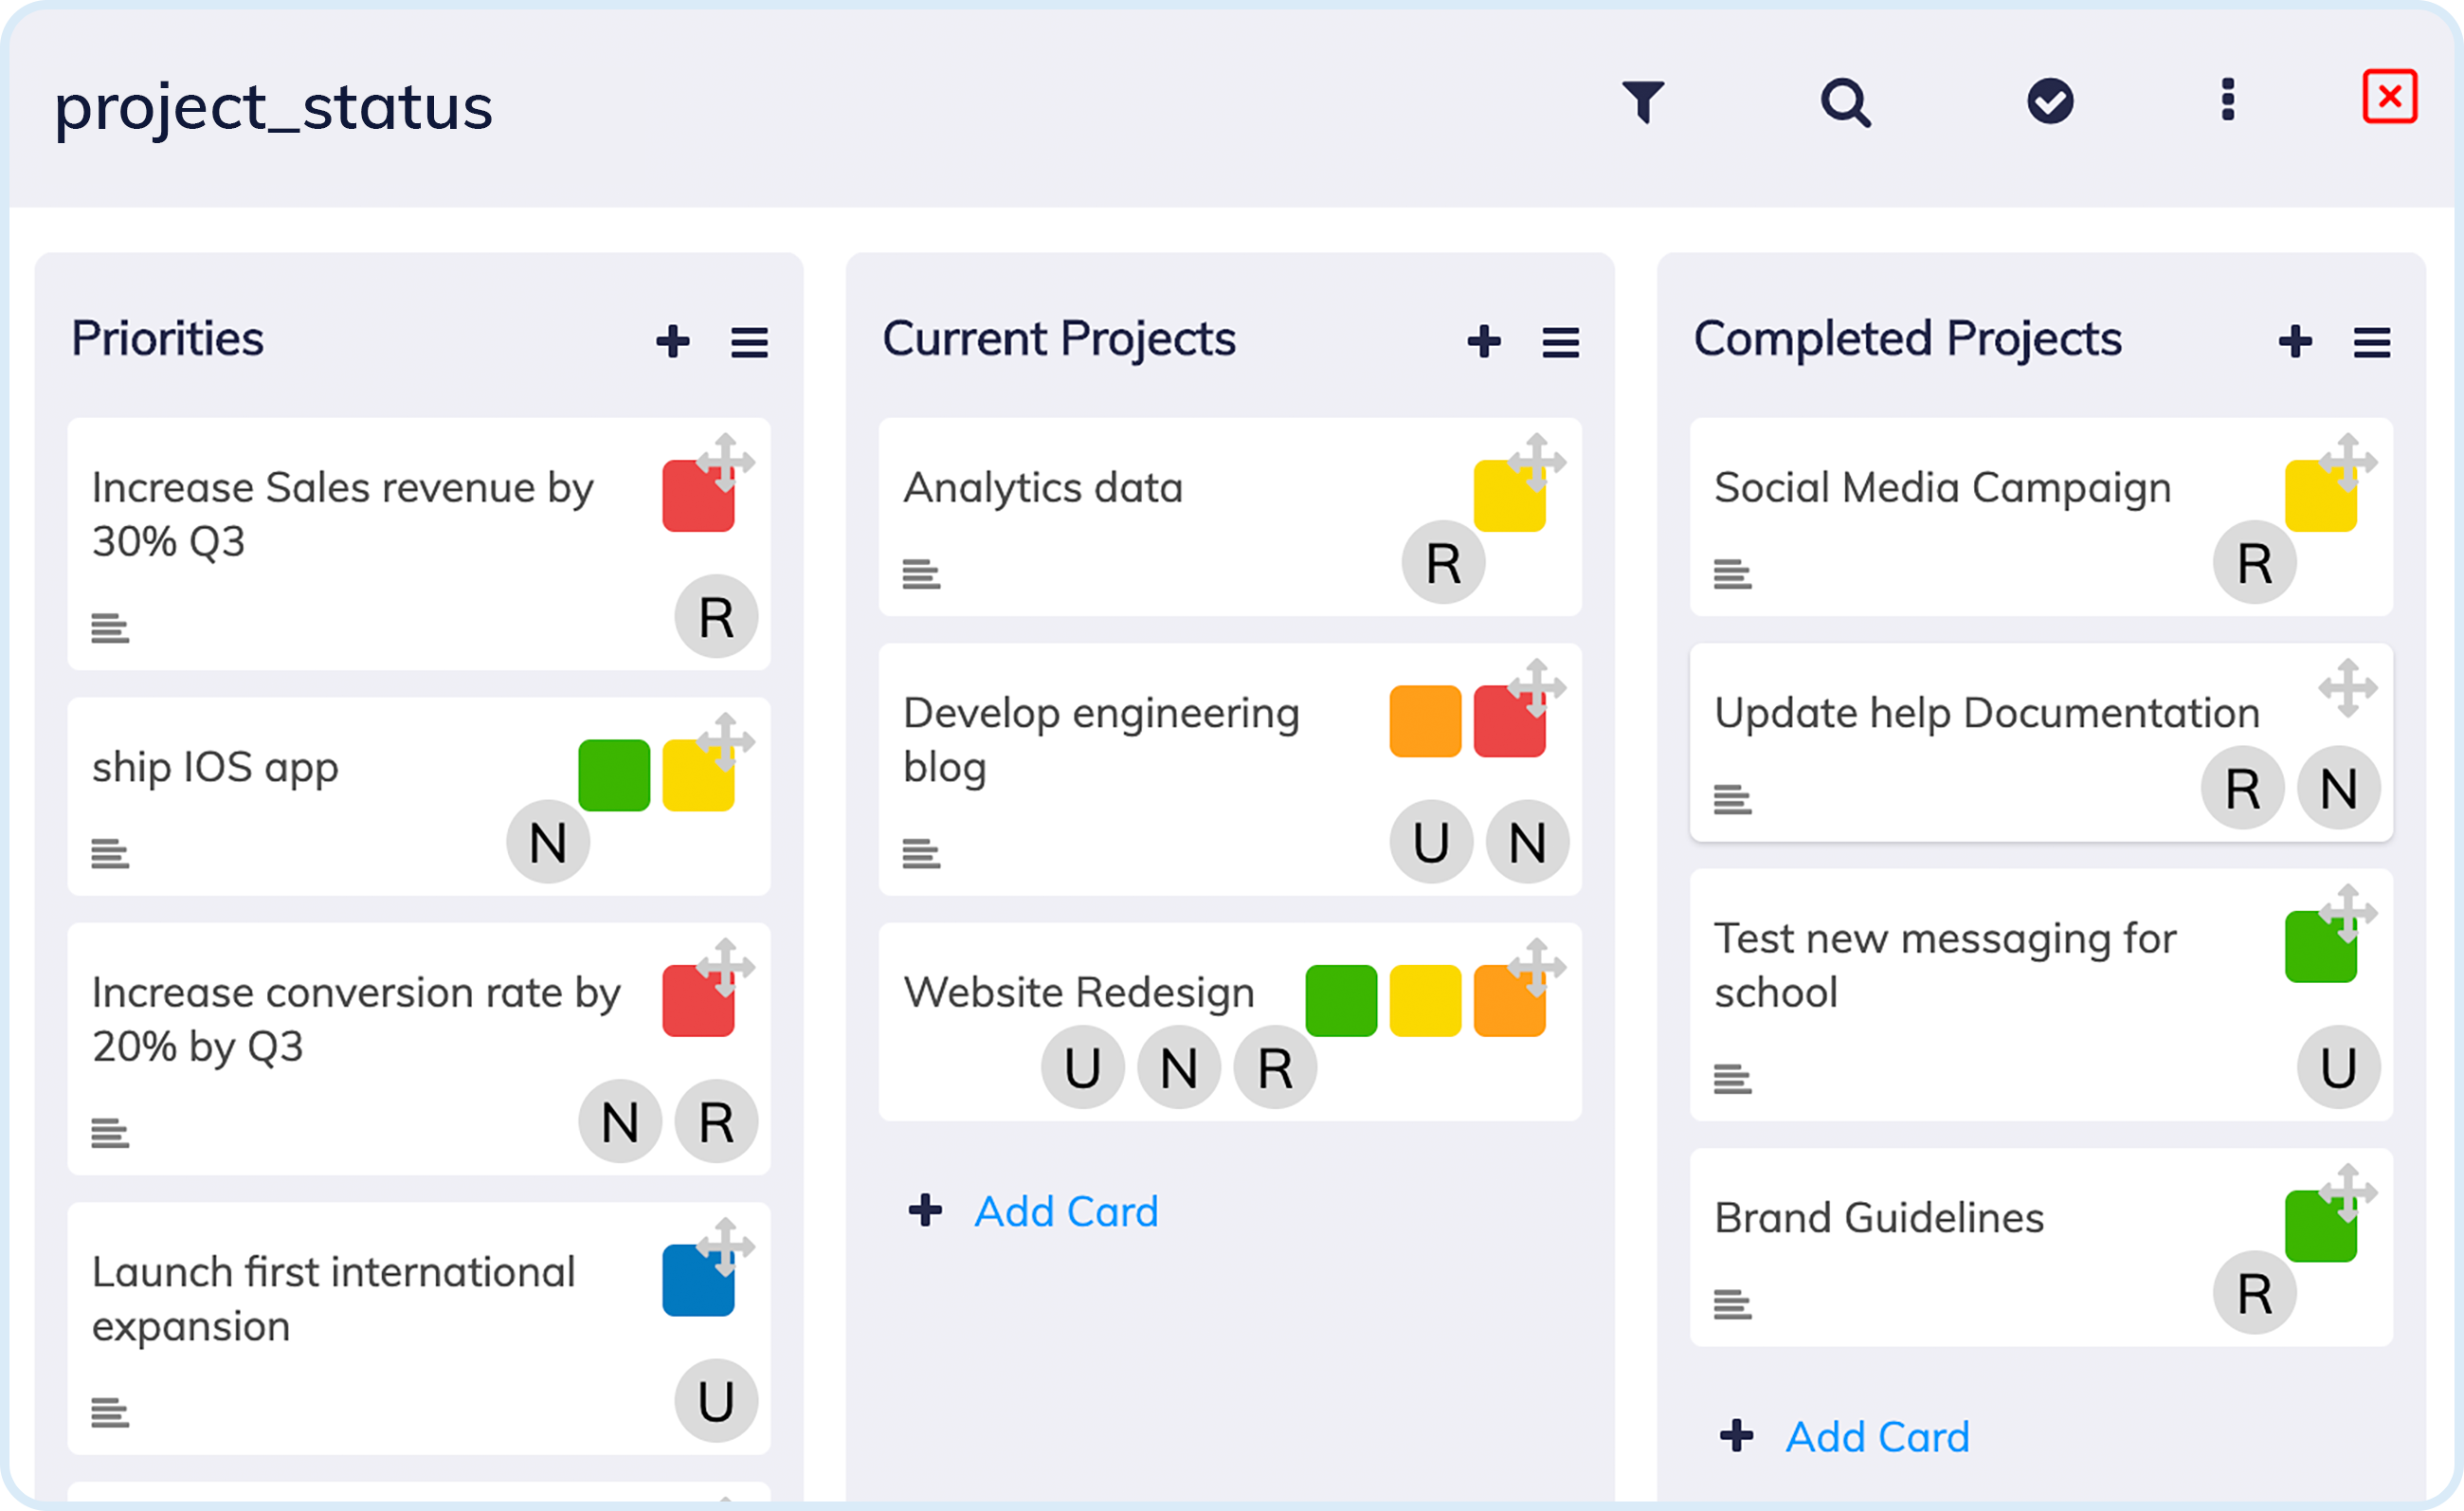 project_status
Priorities
Increase Sales revenue by
30% Q3
R
ship IOS app
N
Increase conversion rate by
20% by Q3
N R
Launch first international
expansion
U
Current Projects
Analytics data
R
Develop engineering
blog
U N
Website Redesign
U N R
Add Card
Completed Projects
Social Media Campaign
R
Update help Documentation
R N
Test new messaging for
school
U
Brand Guidelines
R
Add Card